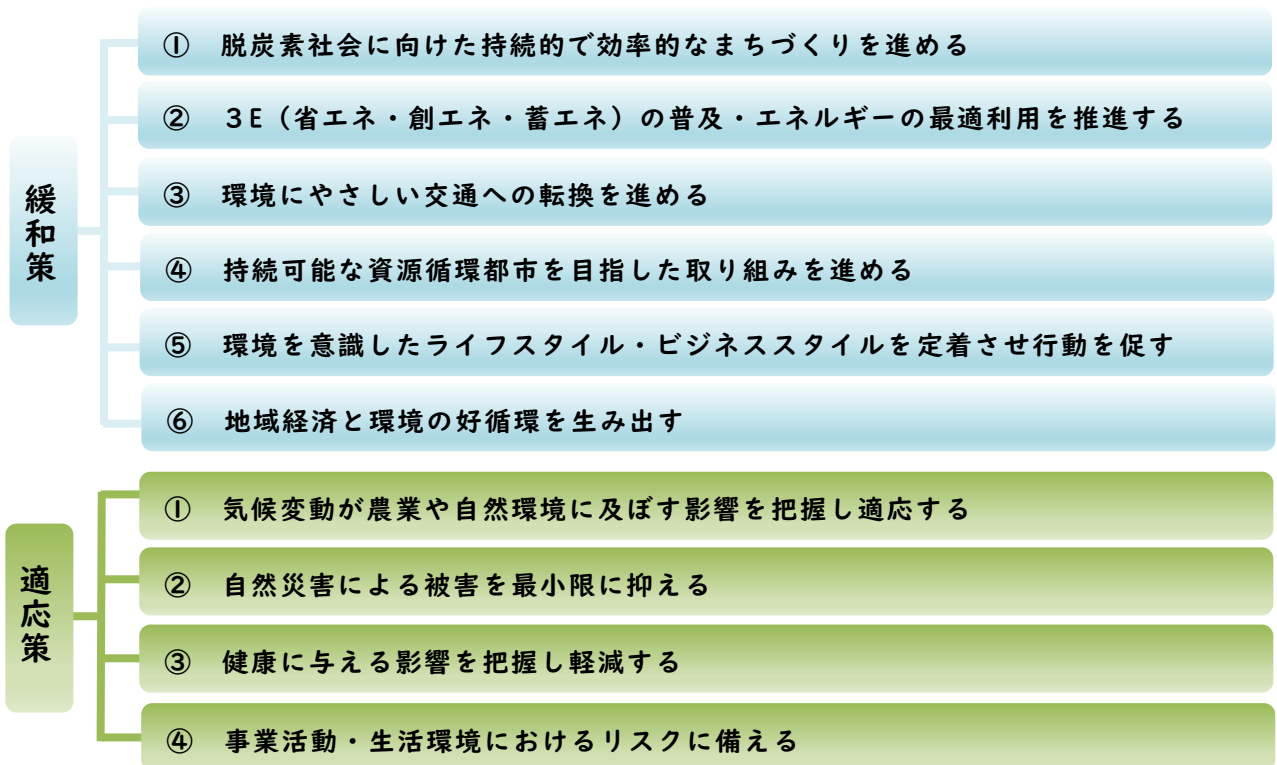 緩和策
① 脱炭素社会に向けた持続的で効率的なまちづくりを進める
② 3E（省エネ・創エネ・蓄エネ）の普及・エネルギーの最適利用を推進する
③ 環境にやさしい交通への転換を進める
④ 持続可能な資源循環都市を目指した取り組みを進める
⑤ 環境を意識したライフスタイル・ビジネススタイルを定着させ行動を促す
⑥ 地域経済と環境の好循環を生み出す
適応策
① 気候変動が農業や自然環境に及ぼす影響を把握し適応する
② 自然災害による被害を最小限に抑える
③ 健康に与える影響を把握し軽減する
④ 事業活動・生活環境におけるリスクに備える